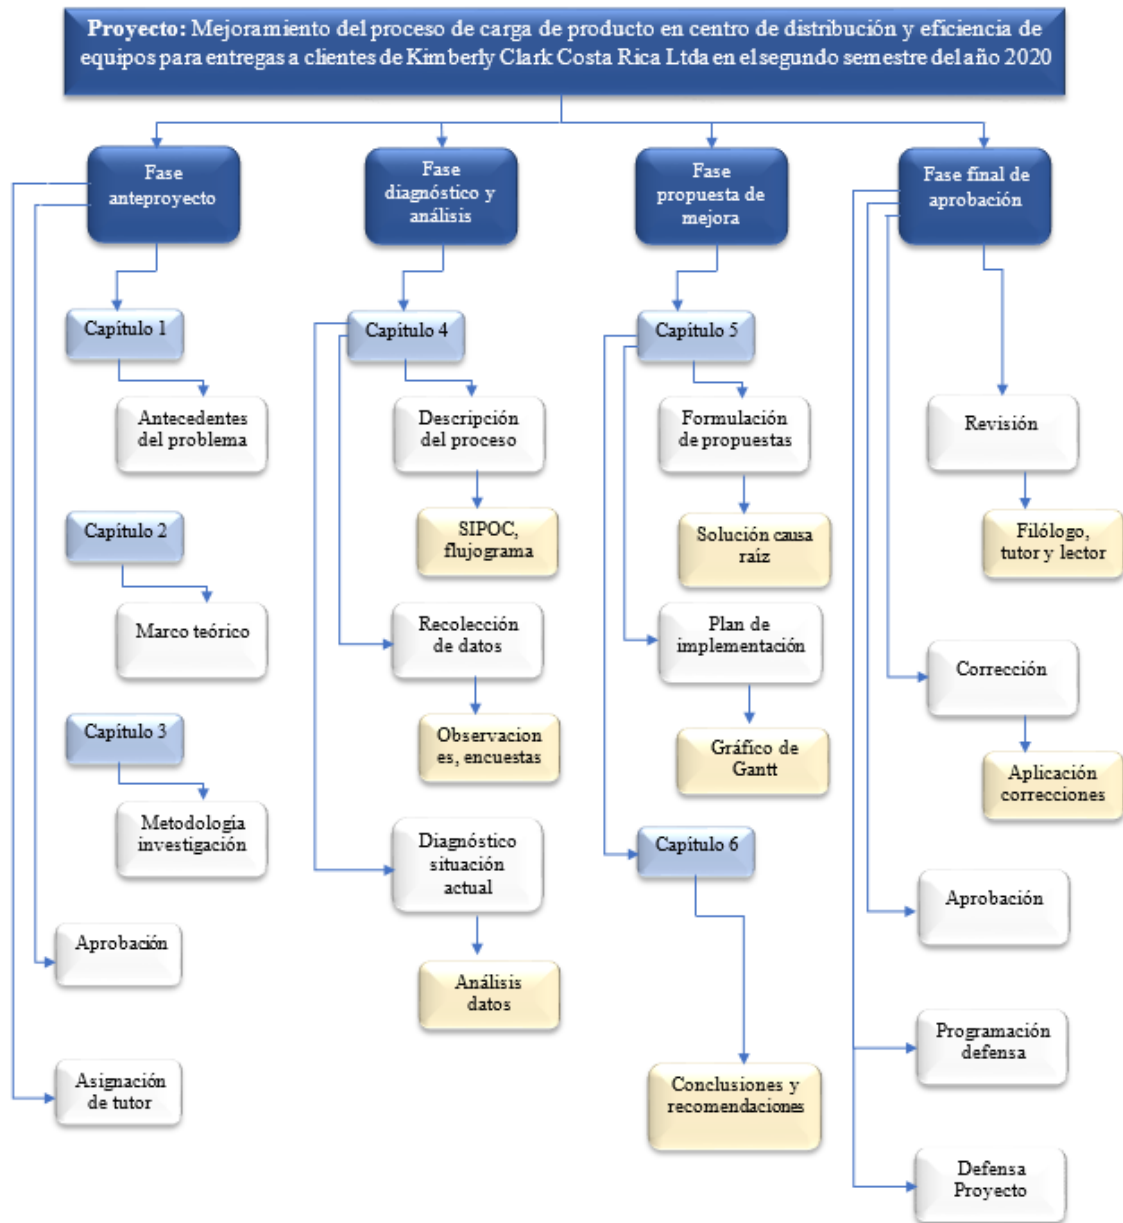 Proyecto: Mejoramiento del proceso de carga de producto en centro de distribución y eficiencia de
equipos para entregas a clientes de Kimberly Clark Costa Rica Ltda en el segundo semestre del año 2020
Fase
anteproyecto
Capítulo 1
Antecedentes
del problema
Capítulo 2
Marco teórico
Capítulo 3
Metodología
investigación
Aprobación
Asignación
de tutor
Fase
diagnóstico y
análisis
Capítulo 4
Descripción
del proceso
SIPOC,
flujograma
Recolección
de datos
Observacion
es, encuestas
Diagnóstico
situación
actual
Análisis
datos
Fase
propuesta de
mejora
Capítulo 5
Formulación
de propuestas
Solución causa
raíz
Plan de
implementación
Gráfico de
Gantt
Capítulo 6
Conclusiones y
recomendaciones
Fase final de
aprobación
Revisión
Filólogo,
tutor y lector
Corrección
Aplicación
correcciones
Aprobación
Programación
defensa
Defensa
Proyecto